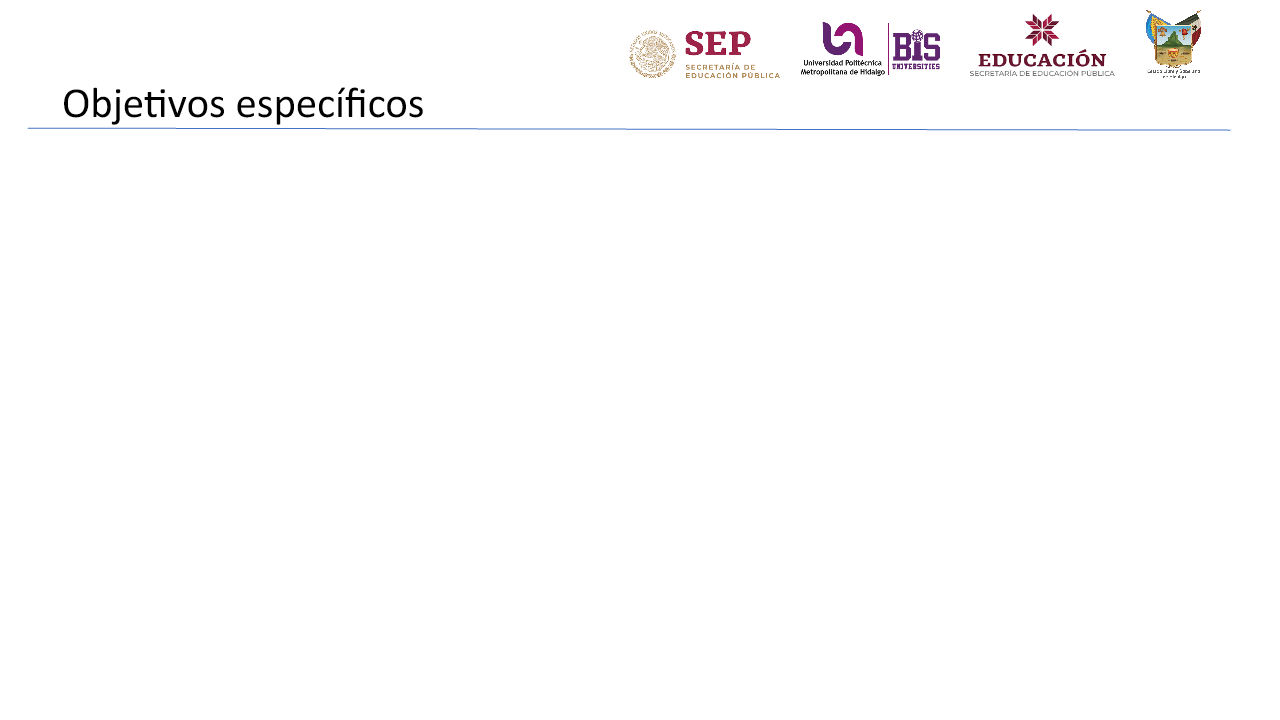 SEP
SECRETARÍA DE
EDUCACIÓN PÚBLICA
Universidad Politécnica
Metropolitana de Hidalgo
BIS
UNIVERSITIES
EDUCACIÓN
SECRETARÍA DE EDUCACIÓN PÚBLICA
Objetivos específicos